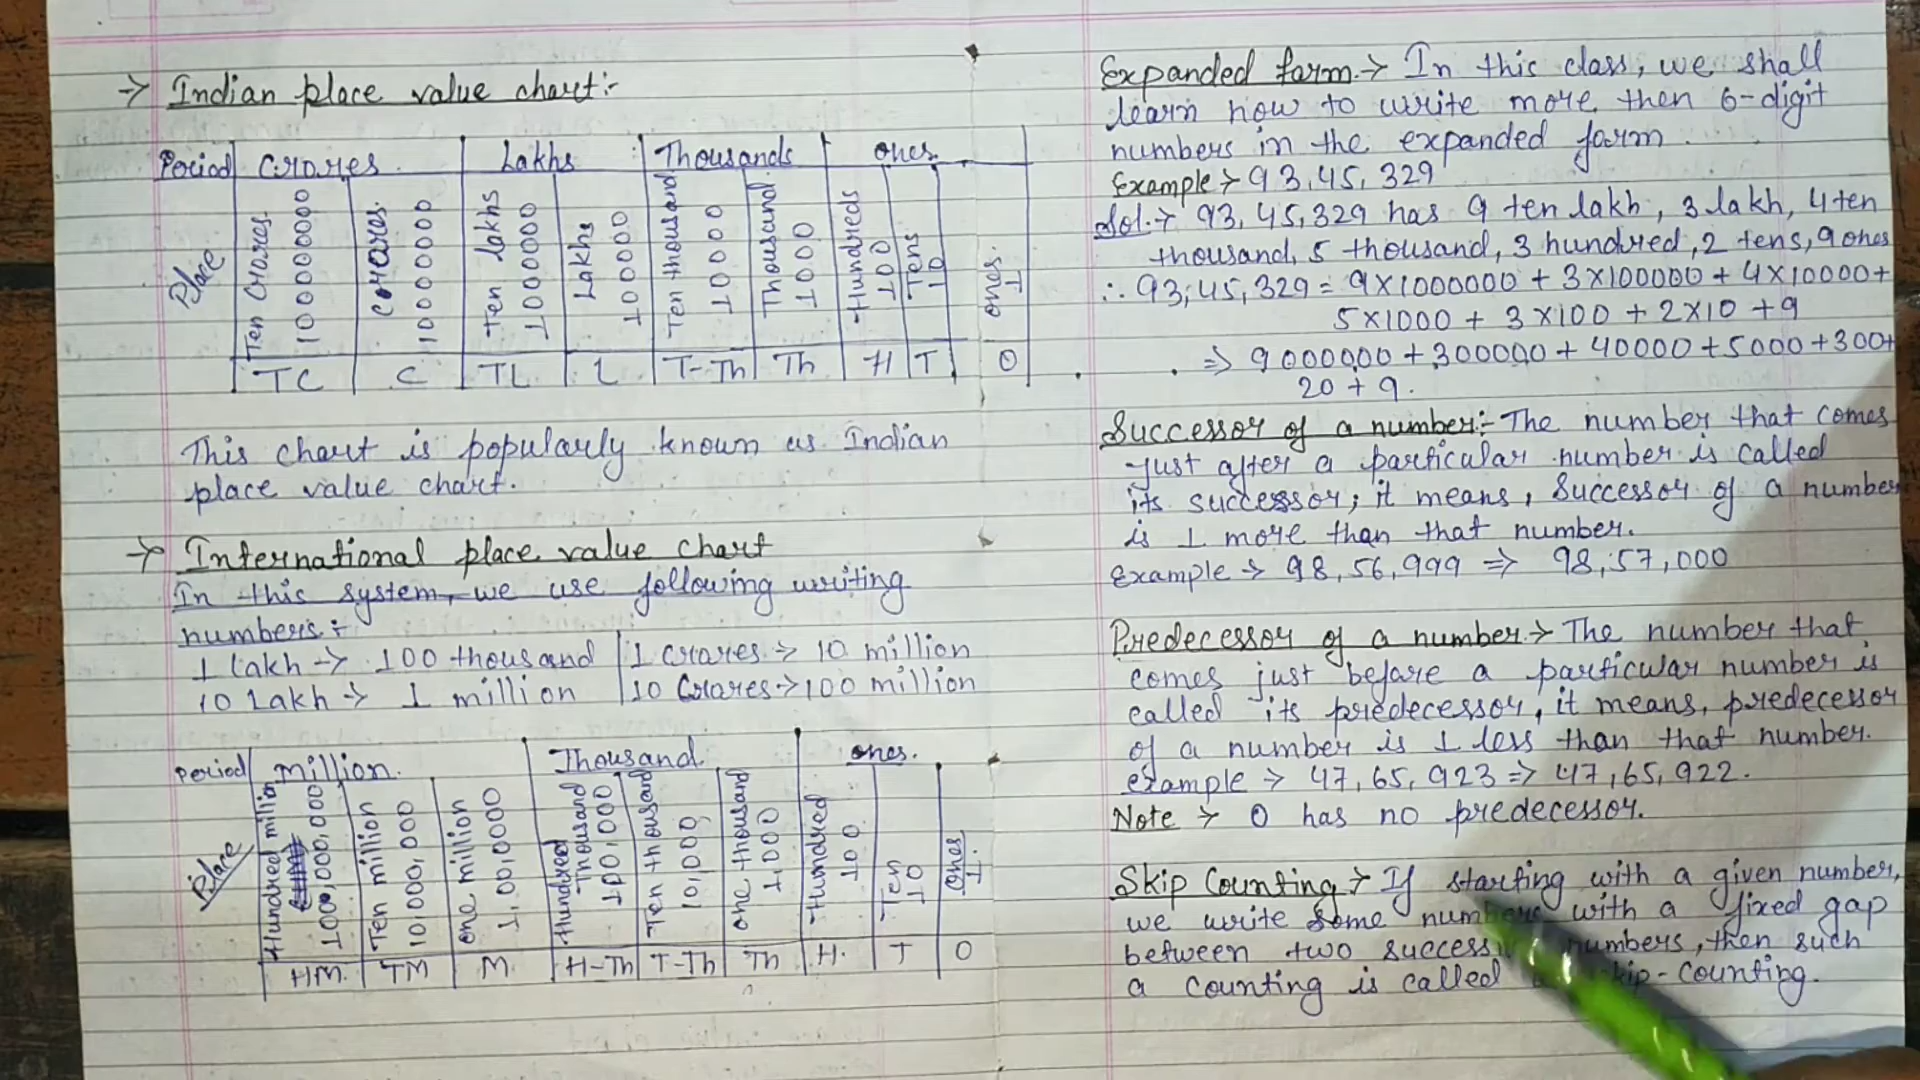 → Indian place value chart:-
Period Crores Lakhs Thousands ones.
Place
Ten Crores 100000000
Crores. 10000000
Ten lakhs 1000000
Lakhs 100000
Ten thousand 10000
Thousand. 1000
Hundreds 100
Tens 10
ones. 1
TC C TL L T-Th Th H T O
This chart is popularly known as Indian
place value chart.
→ International place value chart
In this system, we use following writing
numbers:-
1 lakh → 100 thousand | 1 crores → 10 million
10 Lakh → 1 million | 10 Crores → 100 million
Period million. Thousand. ones.
Place
Hundred million 100,000,000
Ten million 10,000,000
one million 1,00,0000
Hundred Thousand 100,000
Ten thousand 10,000
one thousand 1,000
Hundred 100
Ten 10
Ones 1.
HM. TM M. H-Th T-Th Th H. T O
Expanded form → In this class, we shall
learn how to write more then 6-digit
numbers in the expanded form.
Example → 93,45,329
Sol. → 93,45,329 has 9 ten lakh, 3 lakh, 4 ten
thousand, 5 thousand, 3 hundred, 2 tens, 9 ones
∴ 93,45,329 = 9x1000000 + 3x100000 + 4x10000+
5x1000 + 3x100 + 2x10 + 9
⇒ 9000000 + 300000 + 40000 + 5000 + 300+
20 + 9.
Successor of a number:- The number that comes
just after a particular number is called
its successor; it means, Successor of a number
is 1 more than that number.
Example → 98,56,999 ⇒ 98,57,000
Predecessor of a number → The number that
comes just before a particular number is
called its predecessor, it means, predecessor
of a number is 1 less than that number.
example → 47,65,923 ⇒ 47,65,922.
Note → 0 has no predecessor.
Skip Counting → If starting with a given number,
we write some numbers with a fixed gap
between two numbers, then such
a counting is called skip-counting.